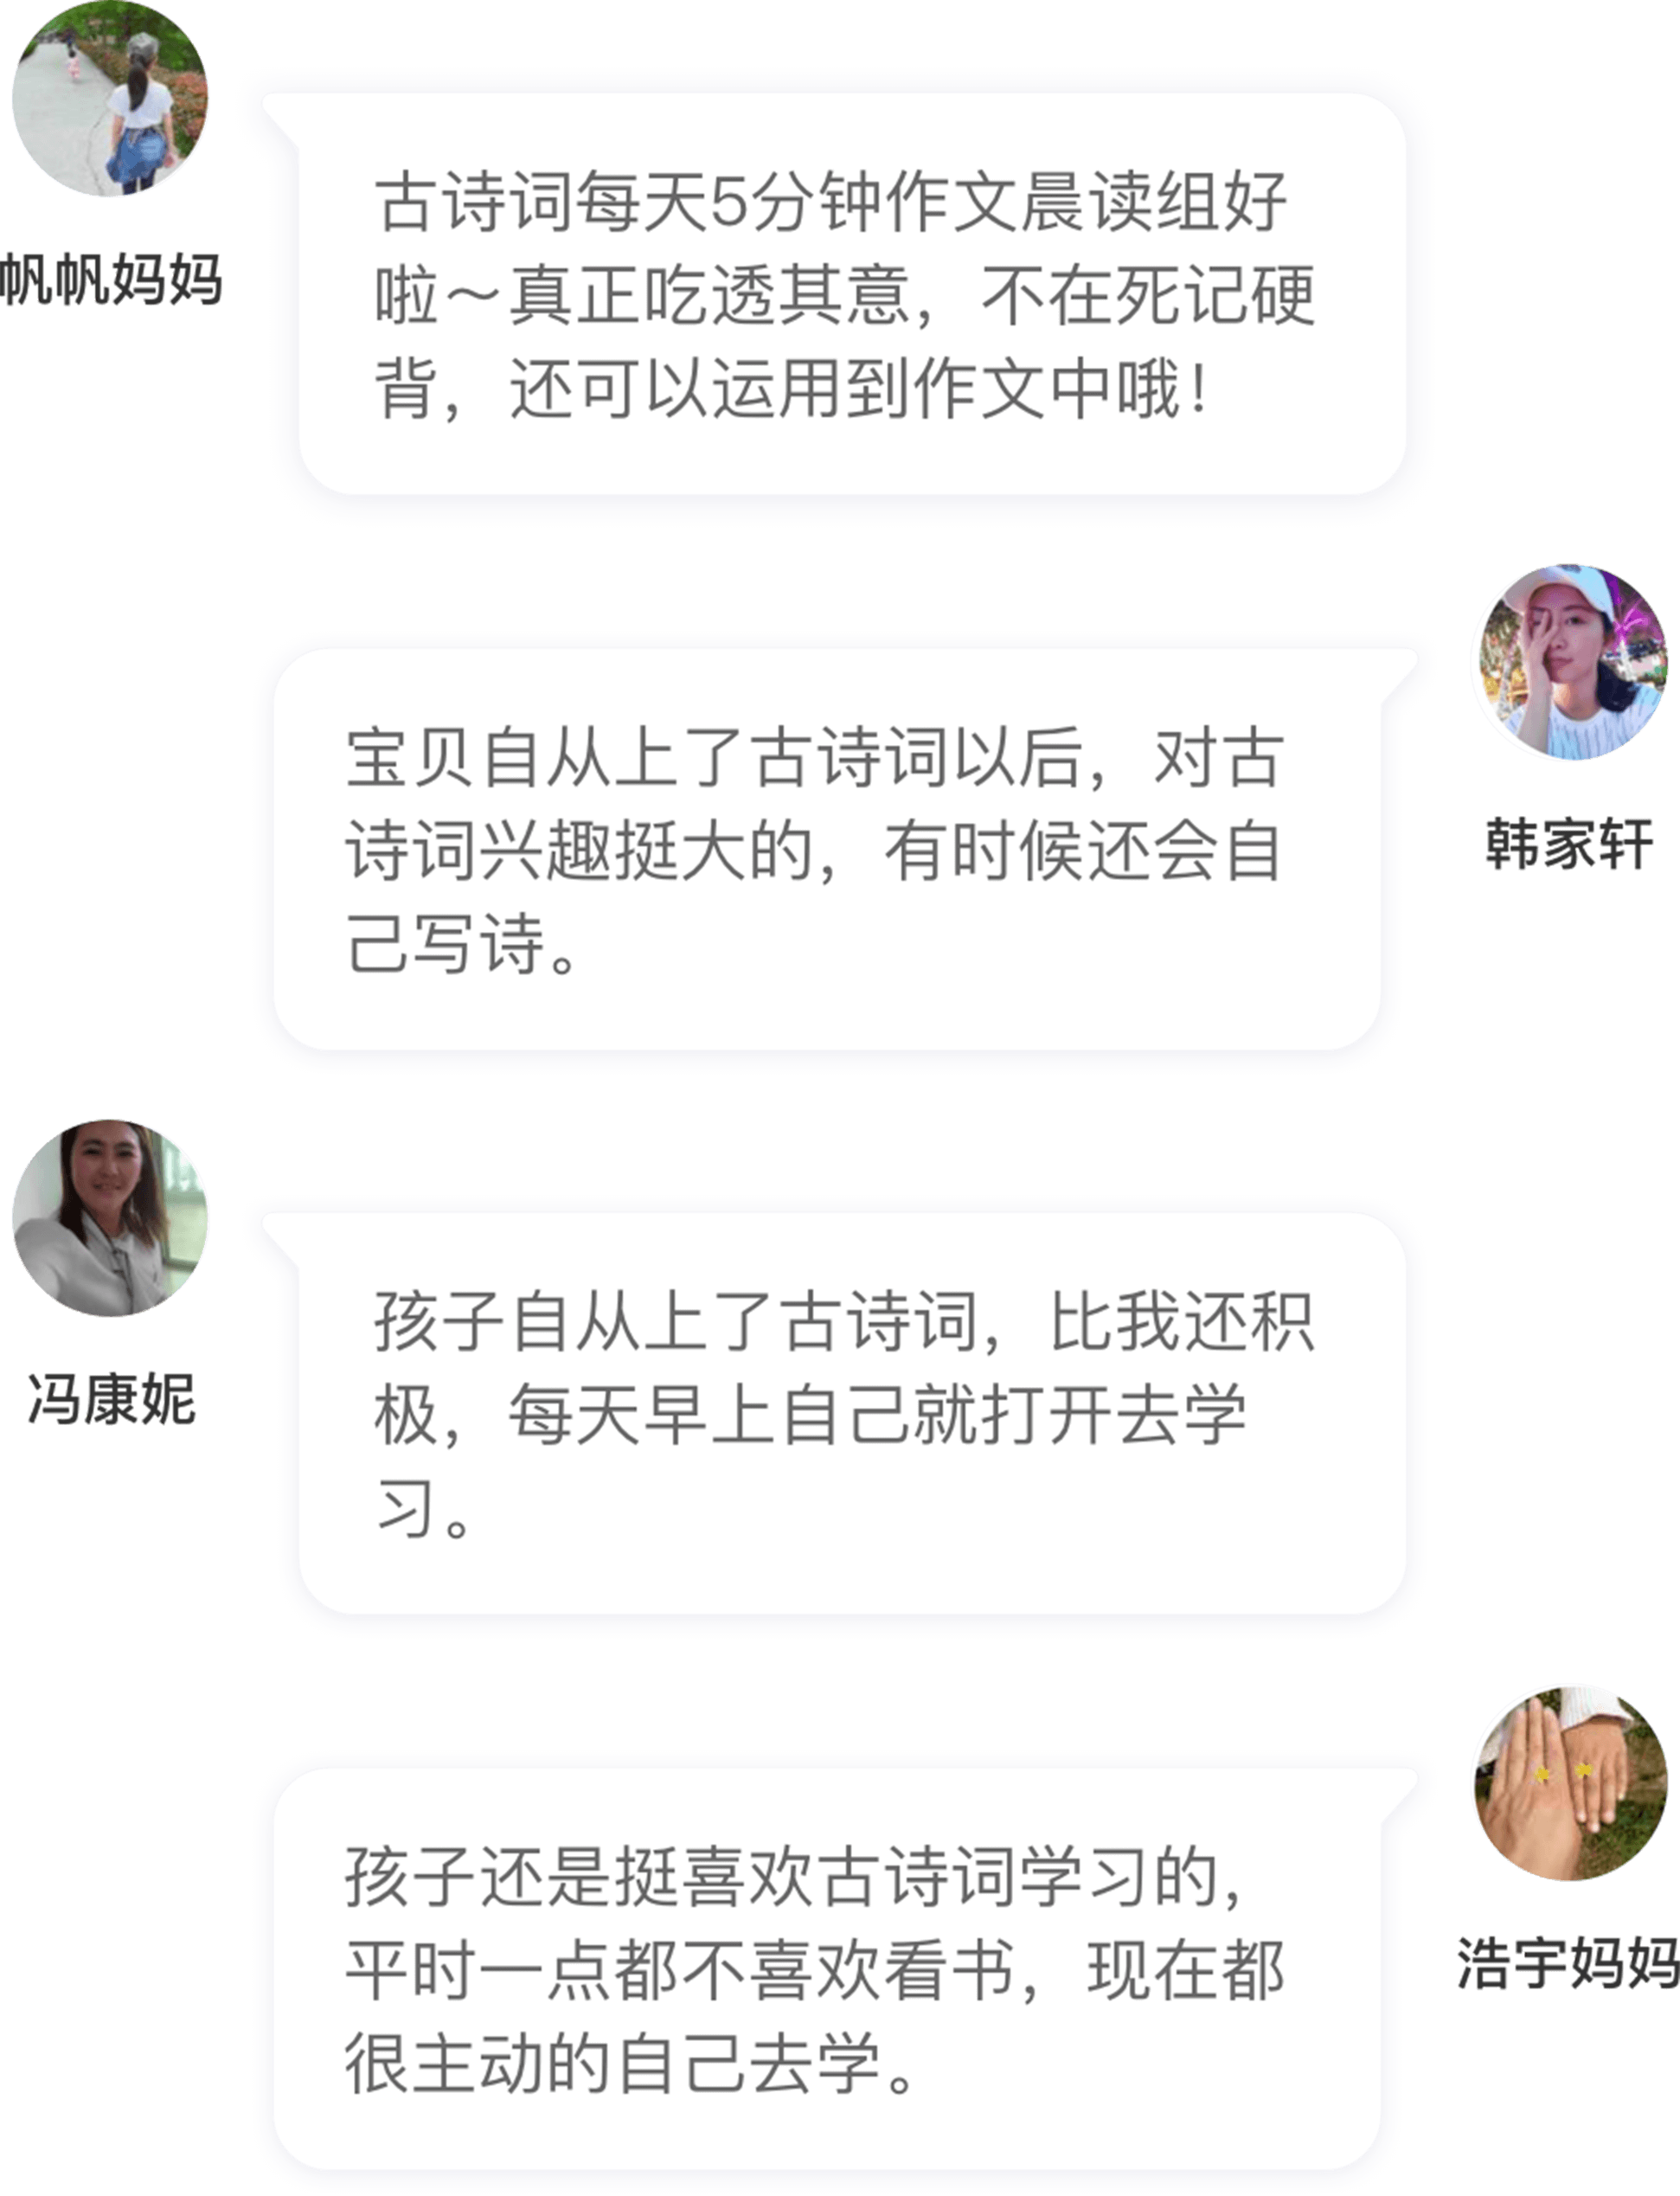 帆帆妈妈
古诗词每天5分钟作文晨读组好
啦～真正吃透其意，不在死记硬
背，还可以运用到作文中哦！
韩家轩
宝贝自从上了古诗词以后，对古
诗词兴趣挺大的，有时候还会自
己写诗。
冯康妮
孩子自从上了古诗词，比我还积
极，每天早上自己就打开去学
习。
浩宇妈妈
孩子还是挺喜欢古诗词学习的，
平时一点都不喜欢看书，现在都
很主动的自己去学。